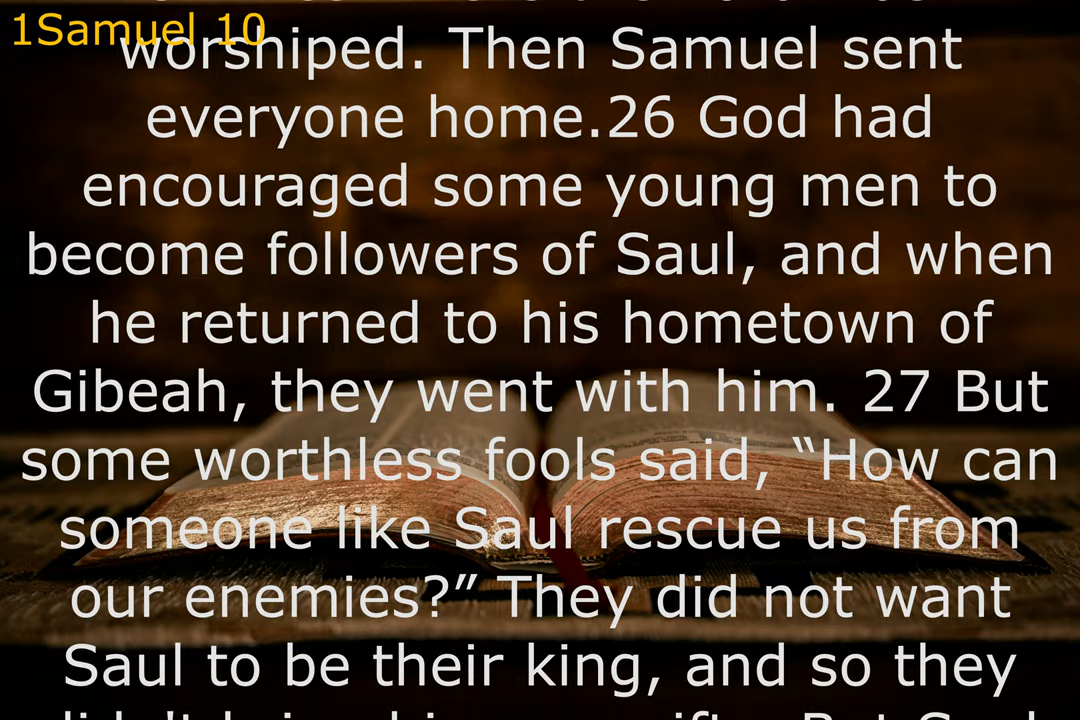 1Samuel 10
worshiped. Then Samuel sent
everyone home.26 God had
encouraged some young men to
become followers of Saul, and when
he returned to his hometown of
Gibeah, they went with him. 27 But
some worthless fools said, “How can
someone like Saul rescue us from
our enemies?” They did not want
Saul to be their king, and so they